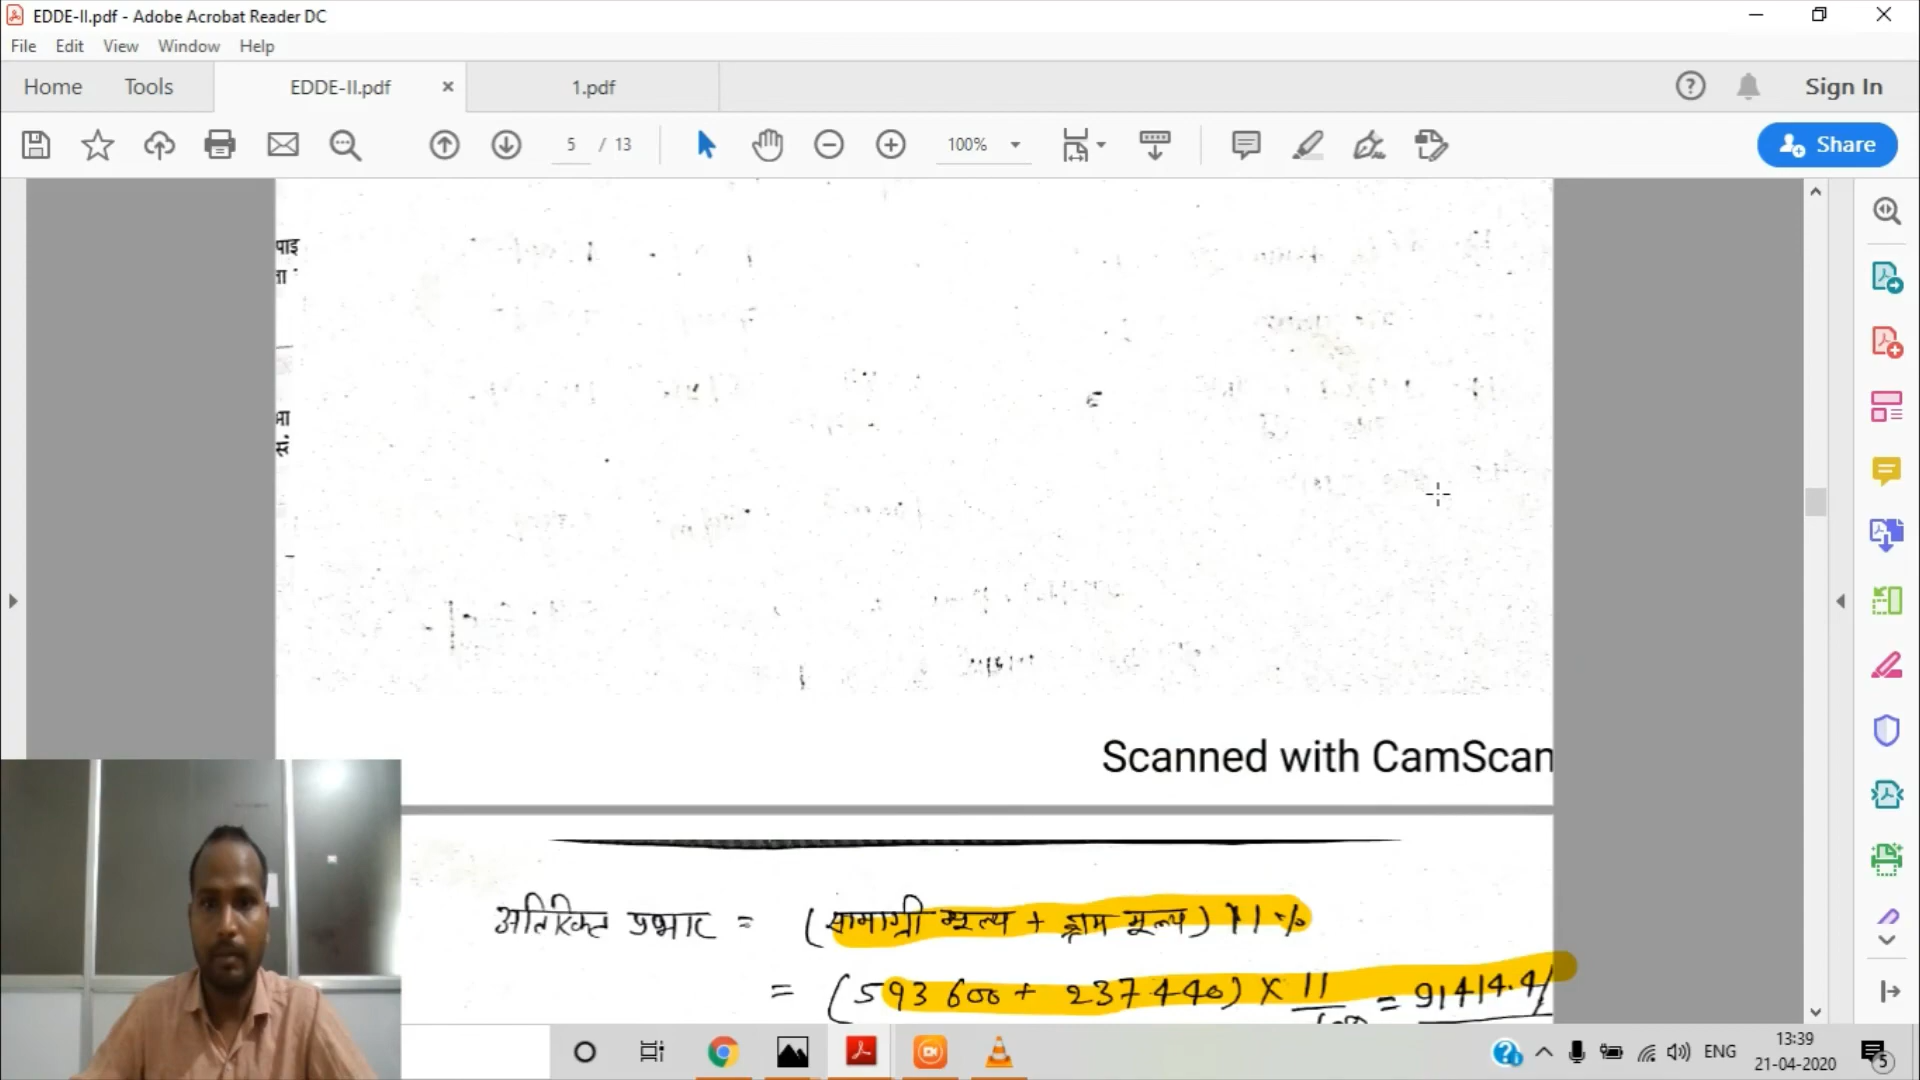 EDDE-II.pdf - Adobe Acrobat Reader DC
File Edit View Window Help
Home Tools EDDE-II.pdf 1.pdf Sign In
5 / 13 100% Share
पाइ
ता
मा
सं.
Scanned with CamScan
अतिरिक्त प्रभार = (सामाग्री मूल्य + श्रम मूल्य) × 11 %
= (593600 + 237440) × 11/100 = 91414.4/
ENG
13:39
21-04-2020
5